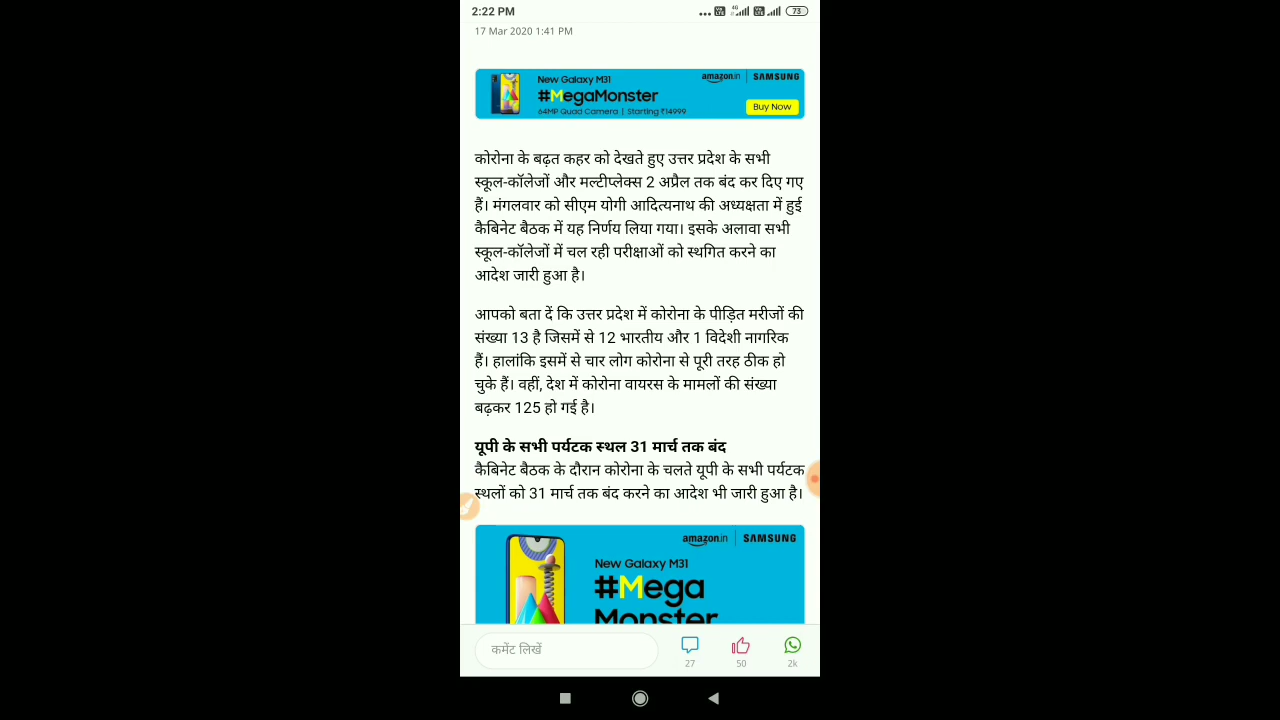 2:22 PM
73
17 Mar 2020 1:41 PM
New Galaxy M31
amazon.in | SAMSUNG
#MegaMonster
64MP Quad Camera | Starting ₹14999
Buy Now
कोरोना के बढ़त कहर को देखते हुए उत्तर प्रदेश के सभी
स्कूल-कॉलेजों और मल्टीप्लेक्स 2 अप्रैल तक बंद कर दिए गए
हैं। मंगलवार को सीएम योगी आदित्यनाथ की अध्यक्षता में हुई
कैबिनेट बैठक में यह निर्णय लिया गया। इसके अलावा सभी
स्कूल-कॉलेजों में चल रही परीक्षाओं को स्थगित करने का
आदेश जारी हुआ है।
आपको बता दें कि उत्तर प्रदेश में कोरोना के पीड़ित मरीजों की
संख्या 13 है जिसमें से 12 भारतीय और 1 विदेशी नागरिक
हैं। हालांकि इसमें से चार लोग कोरोना से पूरी तरह ठीक हो
चुके हैं। वहीं, देश में कोरोना वायरस के मामलों की संख्या
बढ़कर 125 हो गई है।
यूपी के सभी पर्यटक स्थल 31 मार्च तक बंद
कैबिनेट बैठक के दौरान कोरोना के चलते यूपी के सभी पर्यटक
स्थलों को 31 मार्च तक बंद करने का आदेश भी जारी हुआ है।
amazon.in | SAMSUNG
New Galaxy M31
#Mega
Monster
कमेंट लिखें
27
50
2k